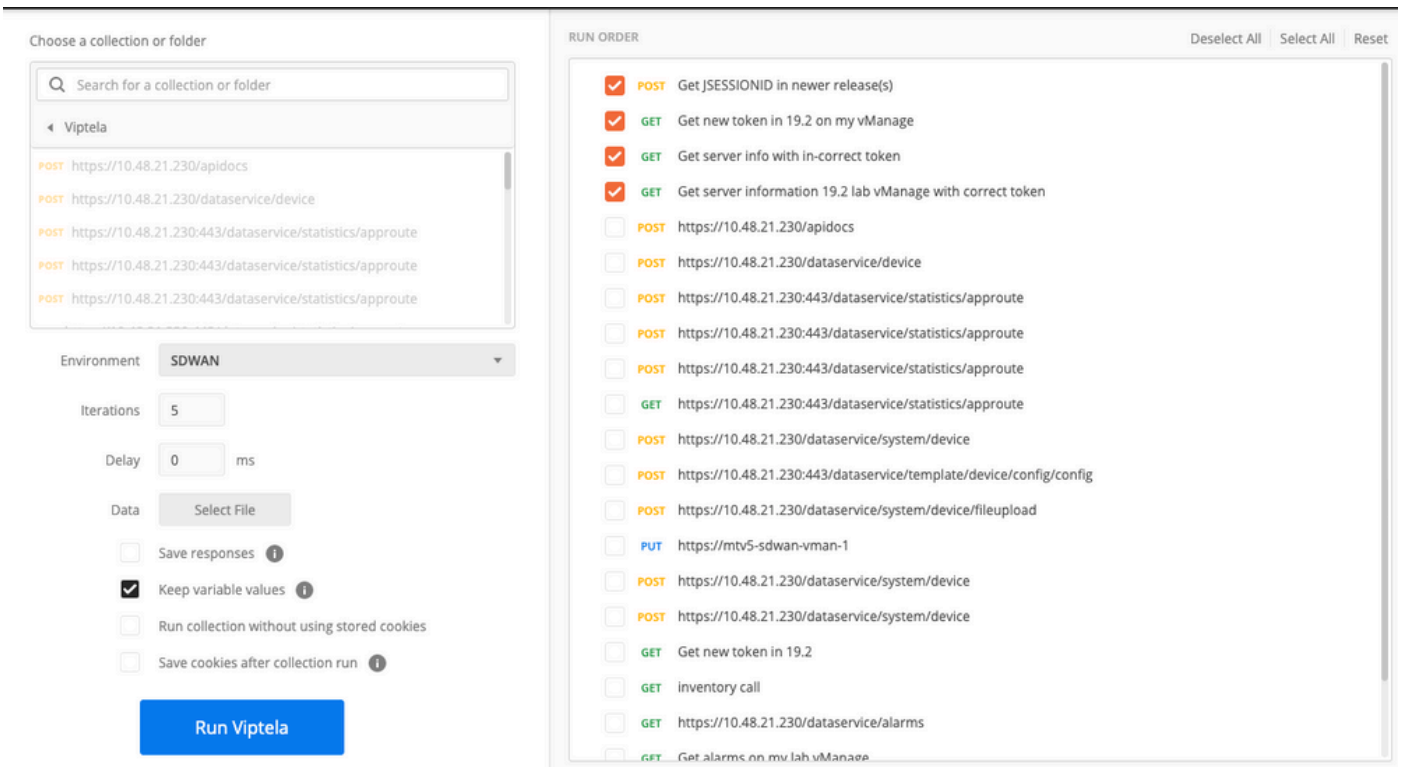 Choose a collection or folder
Search for a collection or folder
Viptela
POST https://10.48.21.230/apidocs
POST https://10.48.21.230/dataservice/device
POST https://10.48.21.230:443/dataservice/statistics/approute
POST https://10.48.21.230:443/dataservice/statistics/approute
POST https://10.48.21.230:443/dataservice/statistics/approute
Environment SDWAN
Iterations 5
Delay 0 ms
Data Select File
Save responses
Keep variable values
Run collection without using stored cookies
Save cookies after collection run
Run Viptela
RUN ORDER Deselect All Select All Reset
POST Get JSESSIONID in newer release(s)
GET Get new token in 19.2 on my vManage
GET Get server info with in-correct token
GET Get server information 19.2 lab vManage with correct token
POST https://10.48.21.230/apidocs
POST https://10.48.21.230/dataservice/device
POST https://10.48.21.230:443/dataservice/statistics/approute
POST https://10.48.21.230:443/dataservice/statistics/approute
POST https://10.48.21.230:443/dataservice/statistics/approute
GET https://10.48.21.230:443/dataservice/statistics/approute
POST https://10.48.21.230/dataservice/system/device
POST https://10.48.21.230:443/dataservice/template/device/config/config
POST https://10.48.21.230/dataservice/system/device/fileupload
PUT https://mtv5-sdwan-vman-1
POST https://10.48.21.230/dataservice/system/device
POST https://10.48.21.230/dataservice/system/device
GET Get new token in 19.2
GET inventory call
GET https://10.48.21.230/dataservice/alarms
GET Get alarms on my lab vManage